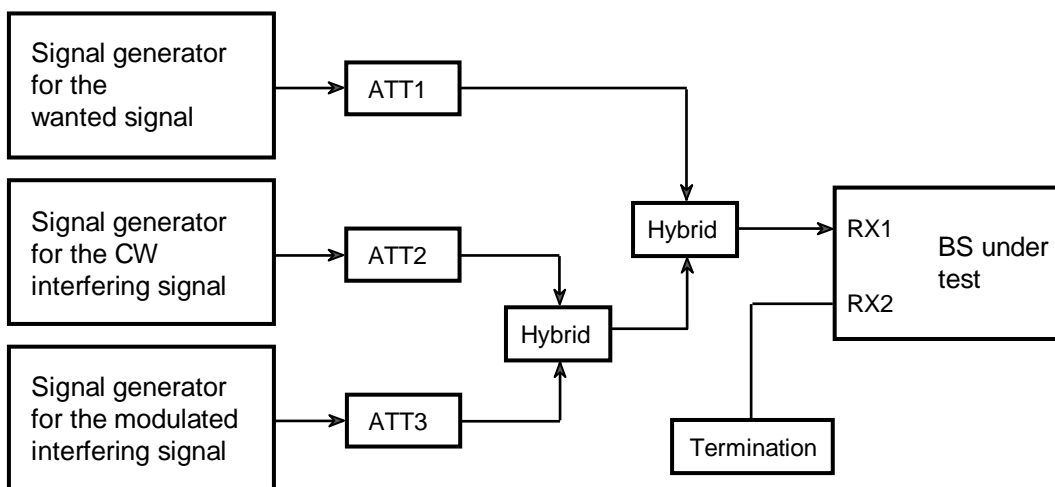 Signal generator
for the
wanted signal
ATT1
Signal generator
for the CW
interfering signal
ATT2
Hybrid
Hybrid
RX1
BS under
test
RX2
Signal generator
for the modulated
interfering signal
ATT3
Termination